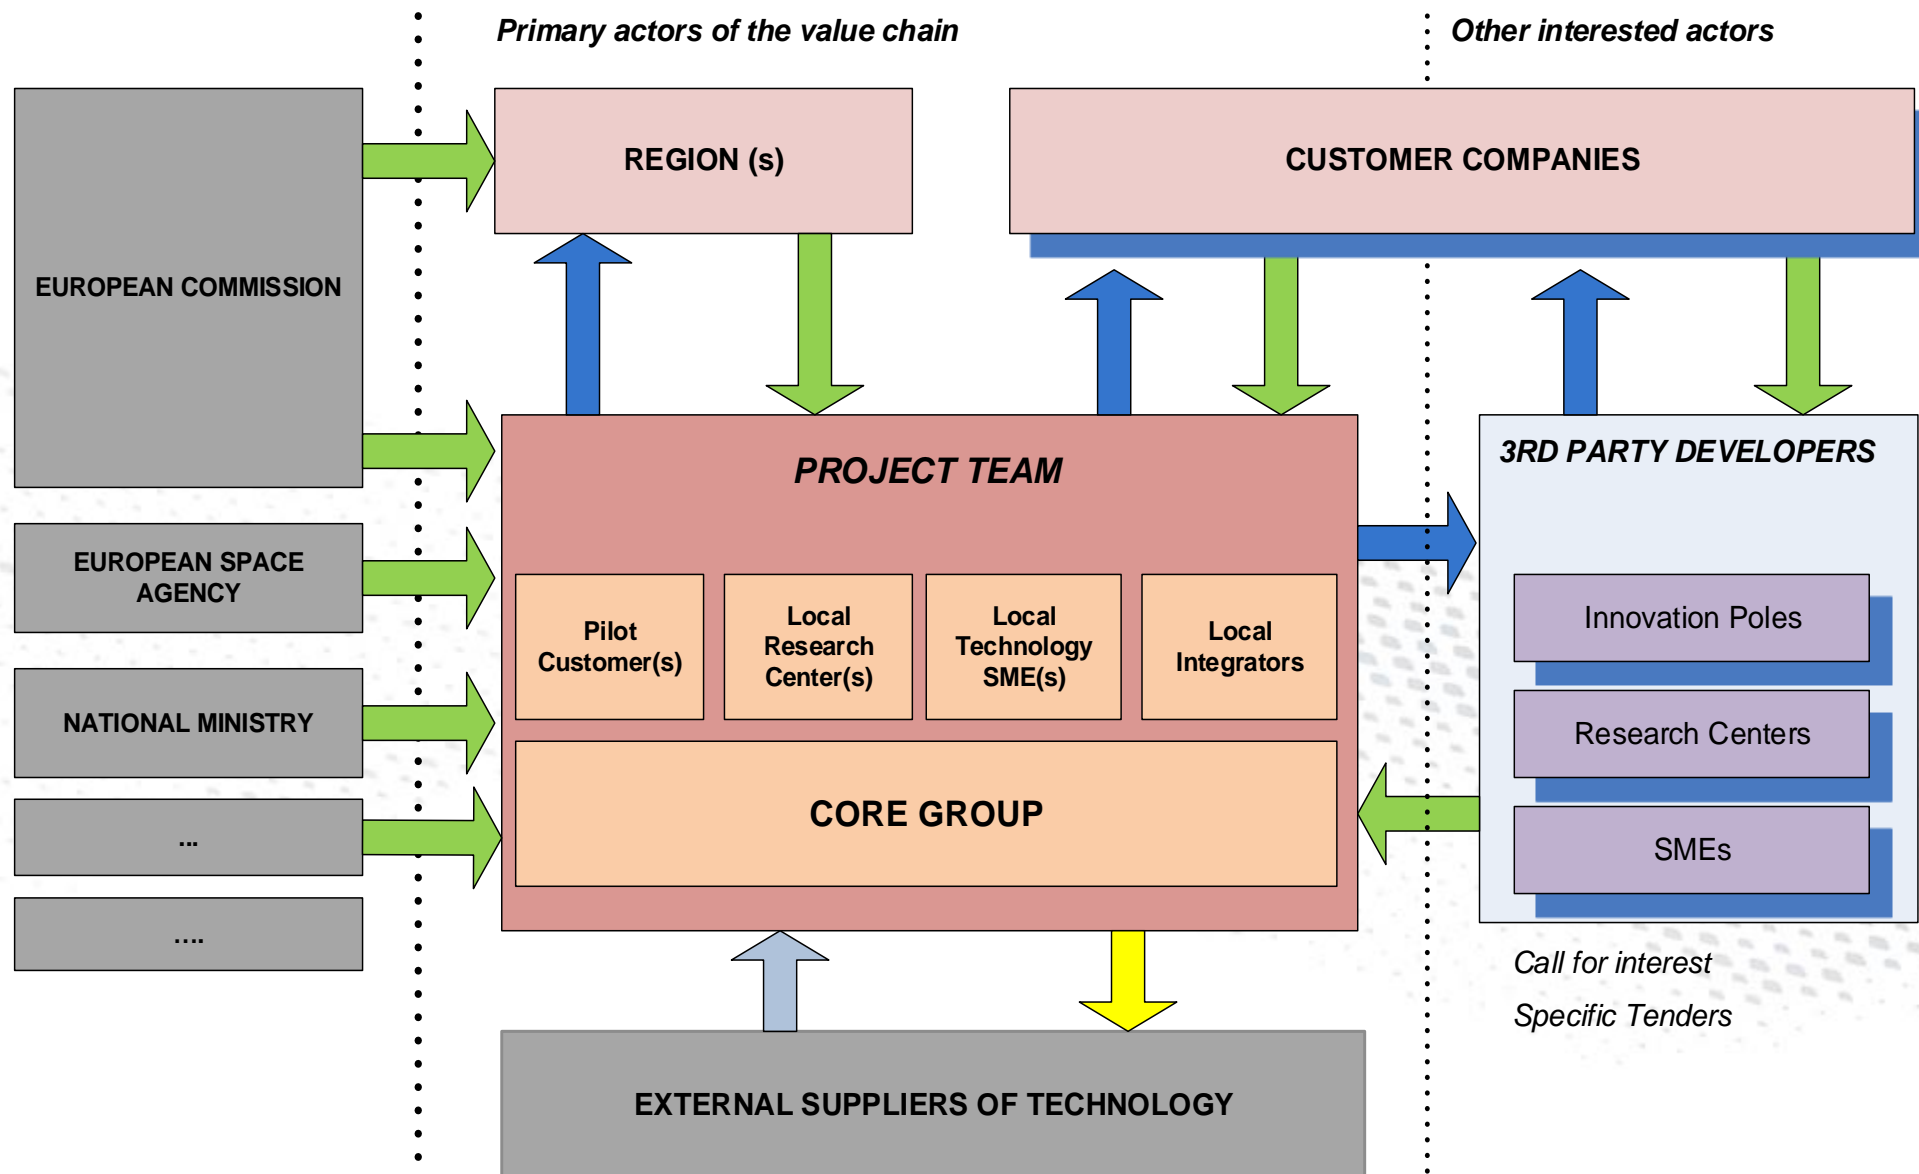 Primary actors of the value chain
Other interested actors
EUROPEAN COMMISSION
REGION (s)
CUSTOMER COMPANIES
EUROPEAN SPACE
AGENCY
NATIONAL MINISTRY
...
....
PROJECT TEAM
Pilot
Customer(s)
Local
Research
Center(s)
Local
Technology
SME(s)
Local
Integrators
CORE GROUP
3RD PARTY DEVELOPERS
Innovation Poles
Research Centers
SMEs
Call for interest
Specific Tenders
EXTERNAL SUPPLIERS OF TECHNOLOGY